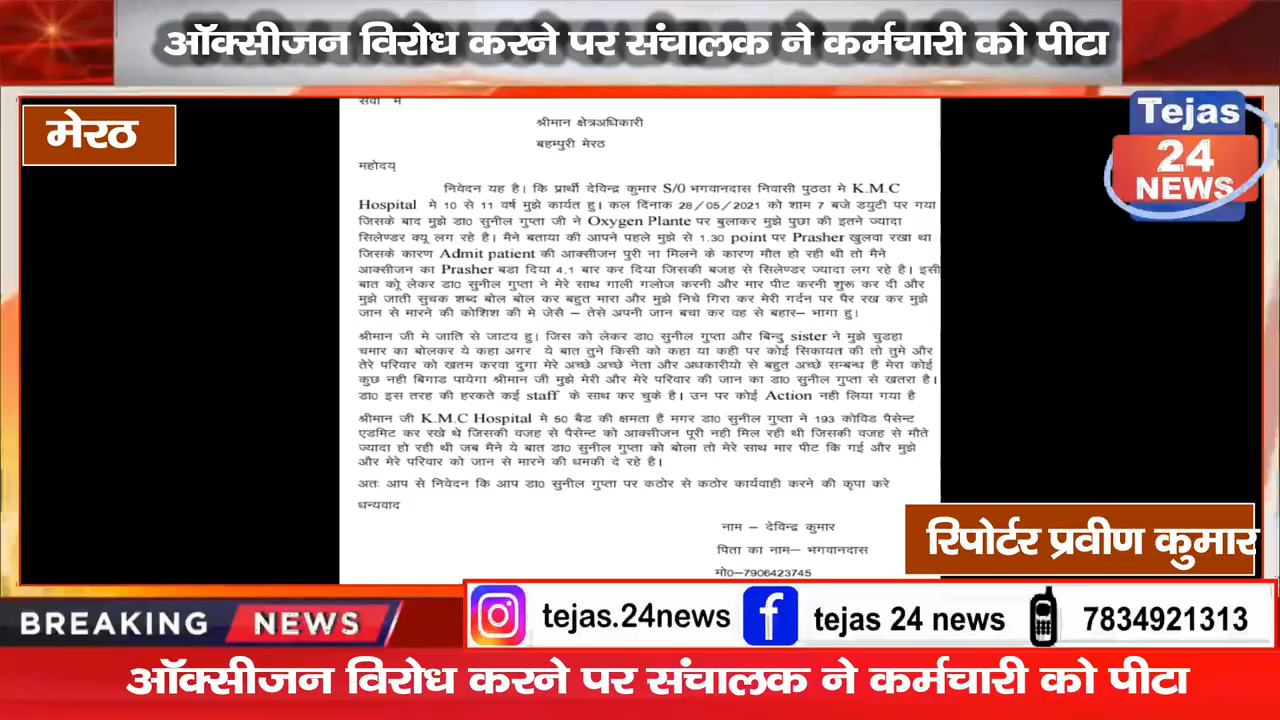 ऑक्सीजन विरोध करने पर संचालक ने कर्मचारी को पीटा
मेरठ
Tejas
24
NEWS
सेवा में
श्रीमान क्षेत्रअधिकारी
बहम्पुरी मेरठ
महोदय्
निवेदन यह है। कि प्रार्थी देविन्द्र कुमार S/0 भगवानदास निवासी पुठठा मे K.M.C
Hospital मे 10 से 11 वर्ष मुझे कार्यत हु। कल दिनाक 28/05/2021 को शाम 7 बजे डयुटी पर गया
जिसके बाद मुझे डा0 सुनील गुप्ता जी ने Oxygen Plante पर बुलाकर मुझे पुछा की इतने ज्यादा
सिलेण्डर क्यू लग रहे है। मैने बताया की आपने पहले मुझे से 1.30 point पर Prasher खुलवा रखा था
जिसके कारण Admit patient की आक्सीजन पुरी ना मिलने के कारण मौत हो रही थी तो मैने
आक्सीजन का Prasher बडा दिया 4.1 बार कर दिया जिसकी बजह से सिलेण्डर ज्यादा लग रहे है। इसी
बात कोू लेकर डा0 सुनील गुप्ता ने मेरे साथ गाली गलोज करनी और मार पीट करनी शुरू कर दी और
मुझे जाती सुचक शब्द बोल बोल कर बहुत मारा और मुझे निचे गिरा कर मेरी गर्दन पर पैर रख कर मुझे
जान से मारने की कोशिश की मे जेसै – तेसे अपनी जान बचा कर वह से बहार– भागा हु।
श्रीमान जी मे जाति से जाटव हु। जिस को लेकर डा0 सुनील गुप्ता और बिन्दु sister ने मुझे चुडहा
चमार का बोलकर ये कहा अगर ये बात तुने किसी को कहा या कही पर कोई सिकायत की तो तुमे और
तेरे परिवार को खतम करवा दुगा मेरे अच्छे अच्छे नेता और अधकारीयो से बहुत अच्छे सम्बन्ध हैं मेरा कोई
कुछ नही बिगाड पायेगा श्रीमान जी मुझे मेरी और मेरे परिवार की जान का डा0 सुनील गुप्ता से खतरा है।
डा0 इस तरह की हरकते कई staff के साथ कर चुके है। उन पर कोई Action नही लिया गया है
श्रीमान जी K.M.C Hospital मे 50 बैड की क्षमता हैं मगर डा0 सुनील गुप्ता ने 193 कोविड पैसेन्ट
एडमिट कर रखे थे जिसकी वजह से पैसेन्ट को आक्सीजन पूरी नही मिल रही थी जिसकी वजह से मौते
ज्यादा हो रही थी जब मैने ये बात डा0 सुनील गुप्ता को बोला तो मेरे साथ मार पीट कि गई और मुझे
और मेरे परिवार को जान से मारने की धमकी दे रहे है।
अतः आप से निवेदन कि आप डा0 सुनील गुप्ता पर कठोर से कठोर कार्यवाही करने की कृपा करे
धन्यवाद
नाम – देविन्द्र कुमार
पिता का नाम– भगवानदास
मो0–7906423745
रिपोर्टर प्रवीण कुमार
BREAKING NEWS
tejas.24news
tejas 24 news
7834921313
ऑक्सीजन विरोध करने पर संचालक ने कर्मचारी को पीटा